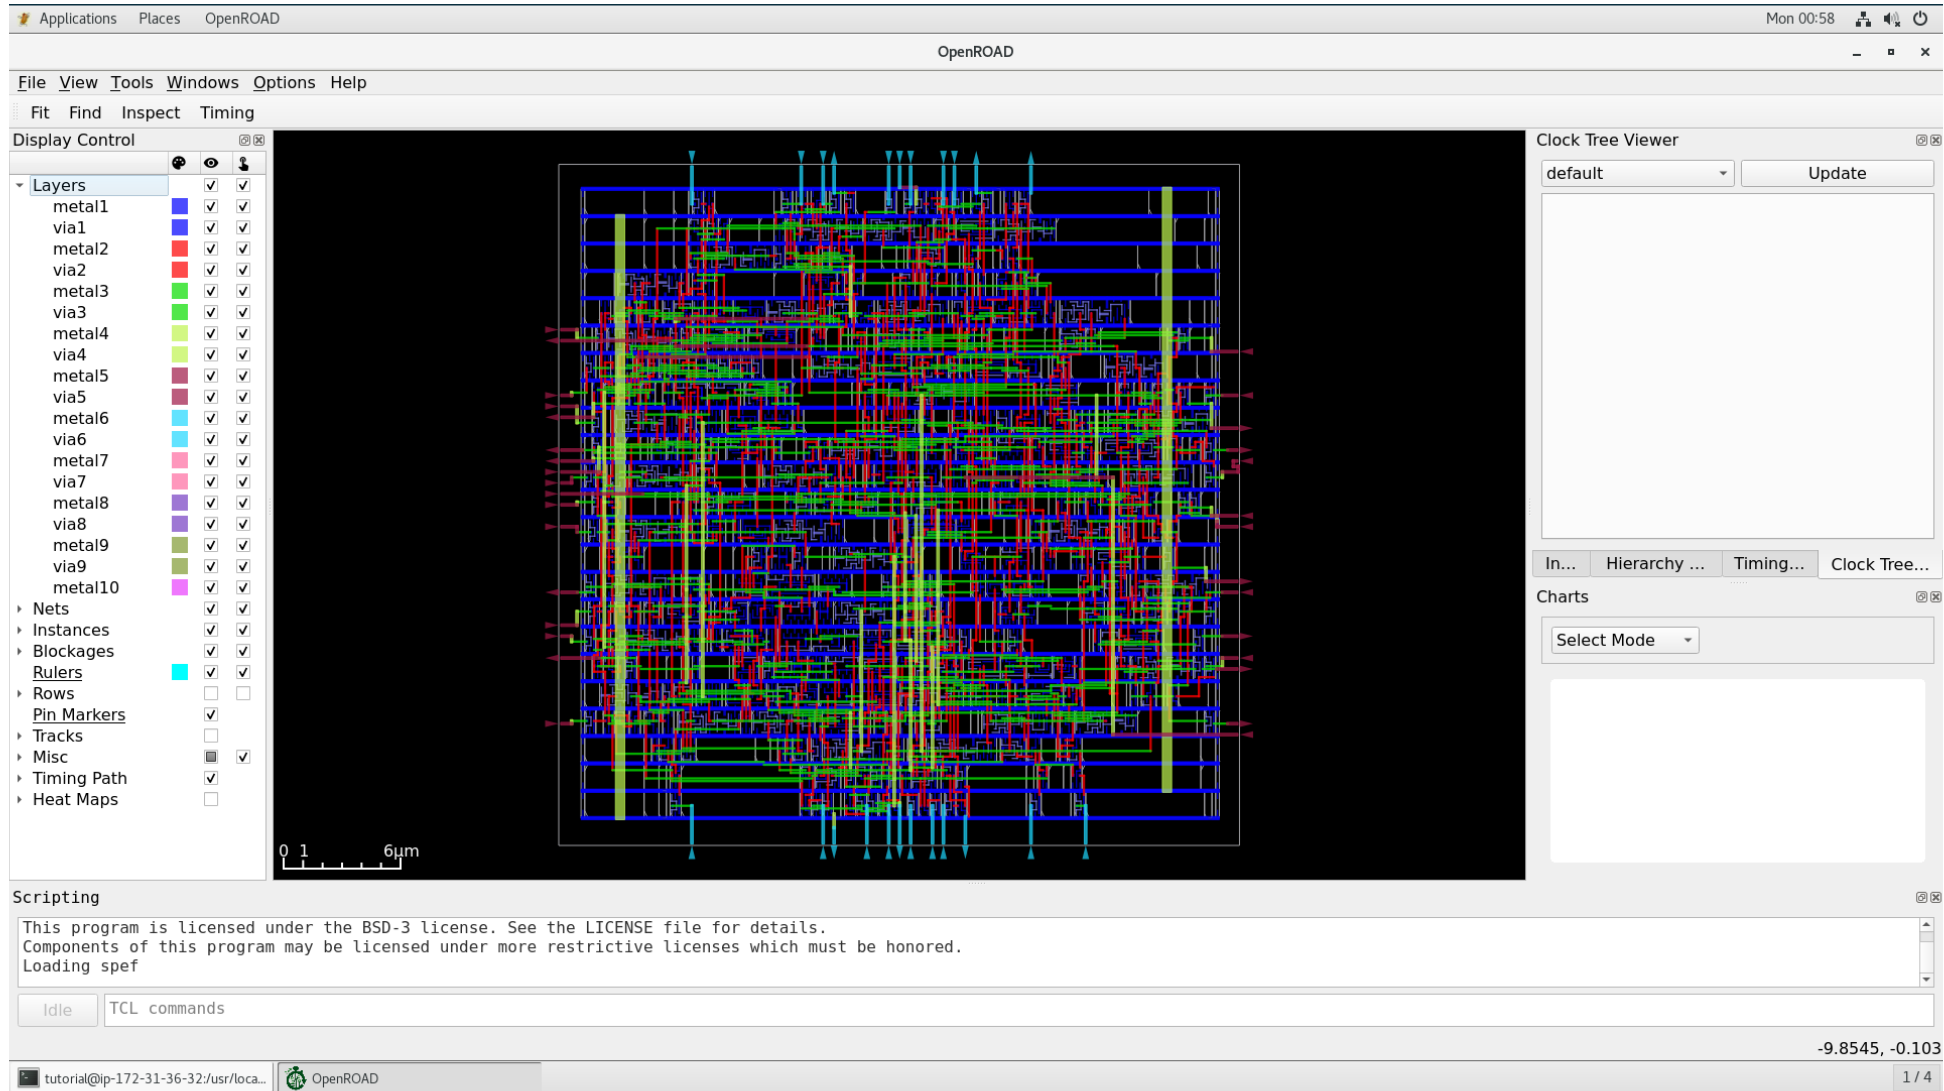 Applications Places OpenROAD Mon 00:58
OpenROAD
File View Tools Windows Options Help
Fit Find Inspect Timing
Display Control
Layers
metal1
via1
metal2
via2
metal3
via3
metal4
via4
metal5
via5
metal6
via6
metal7
via7
metal8
via8
metal9
via9
metal10
Nets
Instances
Blockages
Rulers
Rows
Pin Markers
Tracks
Misc
Timing Path
Heat Maps
0 1 6μm
Clock Tree Viewer
default Update
In... Hierarchy ... Timing... Clock Tree...
Charts
Select Mode
Scripting
This program is licensed under the BSD-3 license. See the LICENSE file for details.
Components of this program may be licensed under more restrictive licenses which must be honored.
Loading spef
Idle TCL commands
-9.8545, -0.103
tutorial@ip-172-31-36-32:/usr/loca... OpenROAD 1 / 4